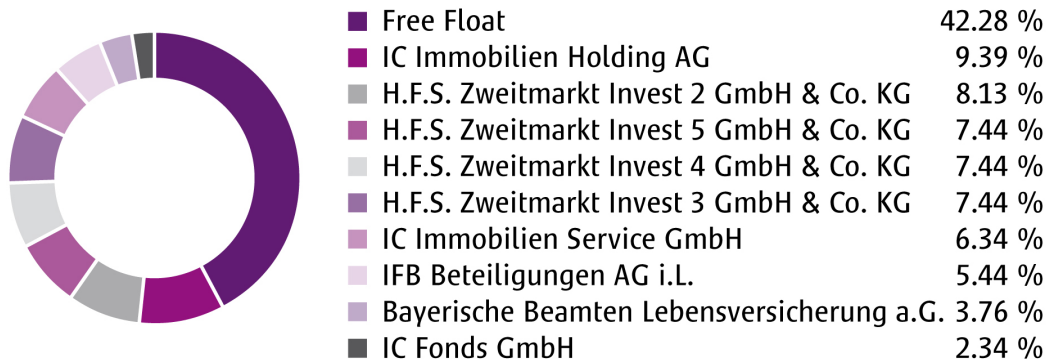 Free Float 42.28 %
IC Immobilien Holding AG 9.39 %
H.F.S. Zweitmarkt Invest 2 GmbH & Co. KG 8.13 %
H.F.S. Zweitmarkt Invest 5 GmbH & Co. KG 7.44 %
H.F.S. Zweitmarkt Invest 4 GmbH & Co. KG 7.44 %
H.F.S. Zweitmarkt Invest 3 GmbH & Co. KG 7.44 %
IC Immobilien Service GmbH 6.34 %
IFB Beteiligungen AG i.L. 5.44 %
Bayerische Beamten Lebensversicherung a.G. 3.76 %
IC Fonds GmbH 2.34 %